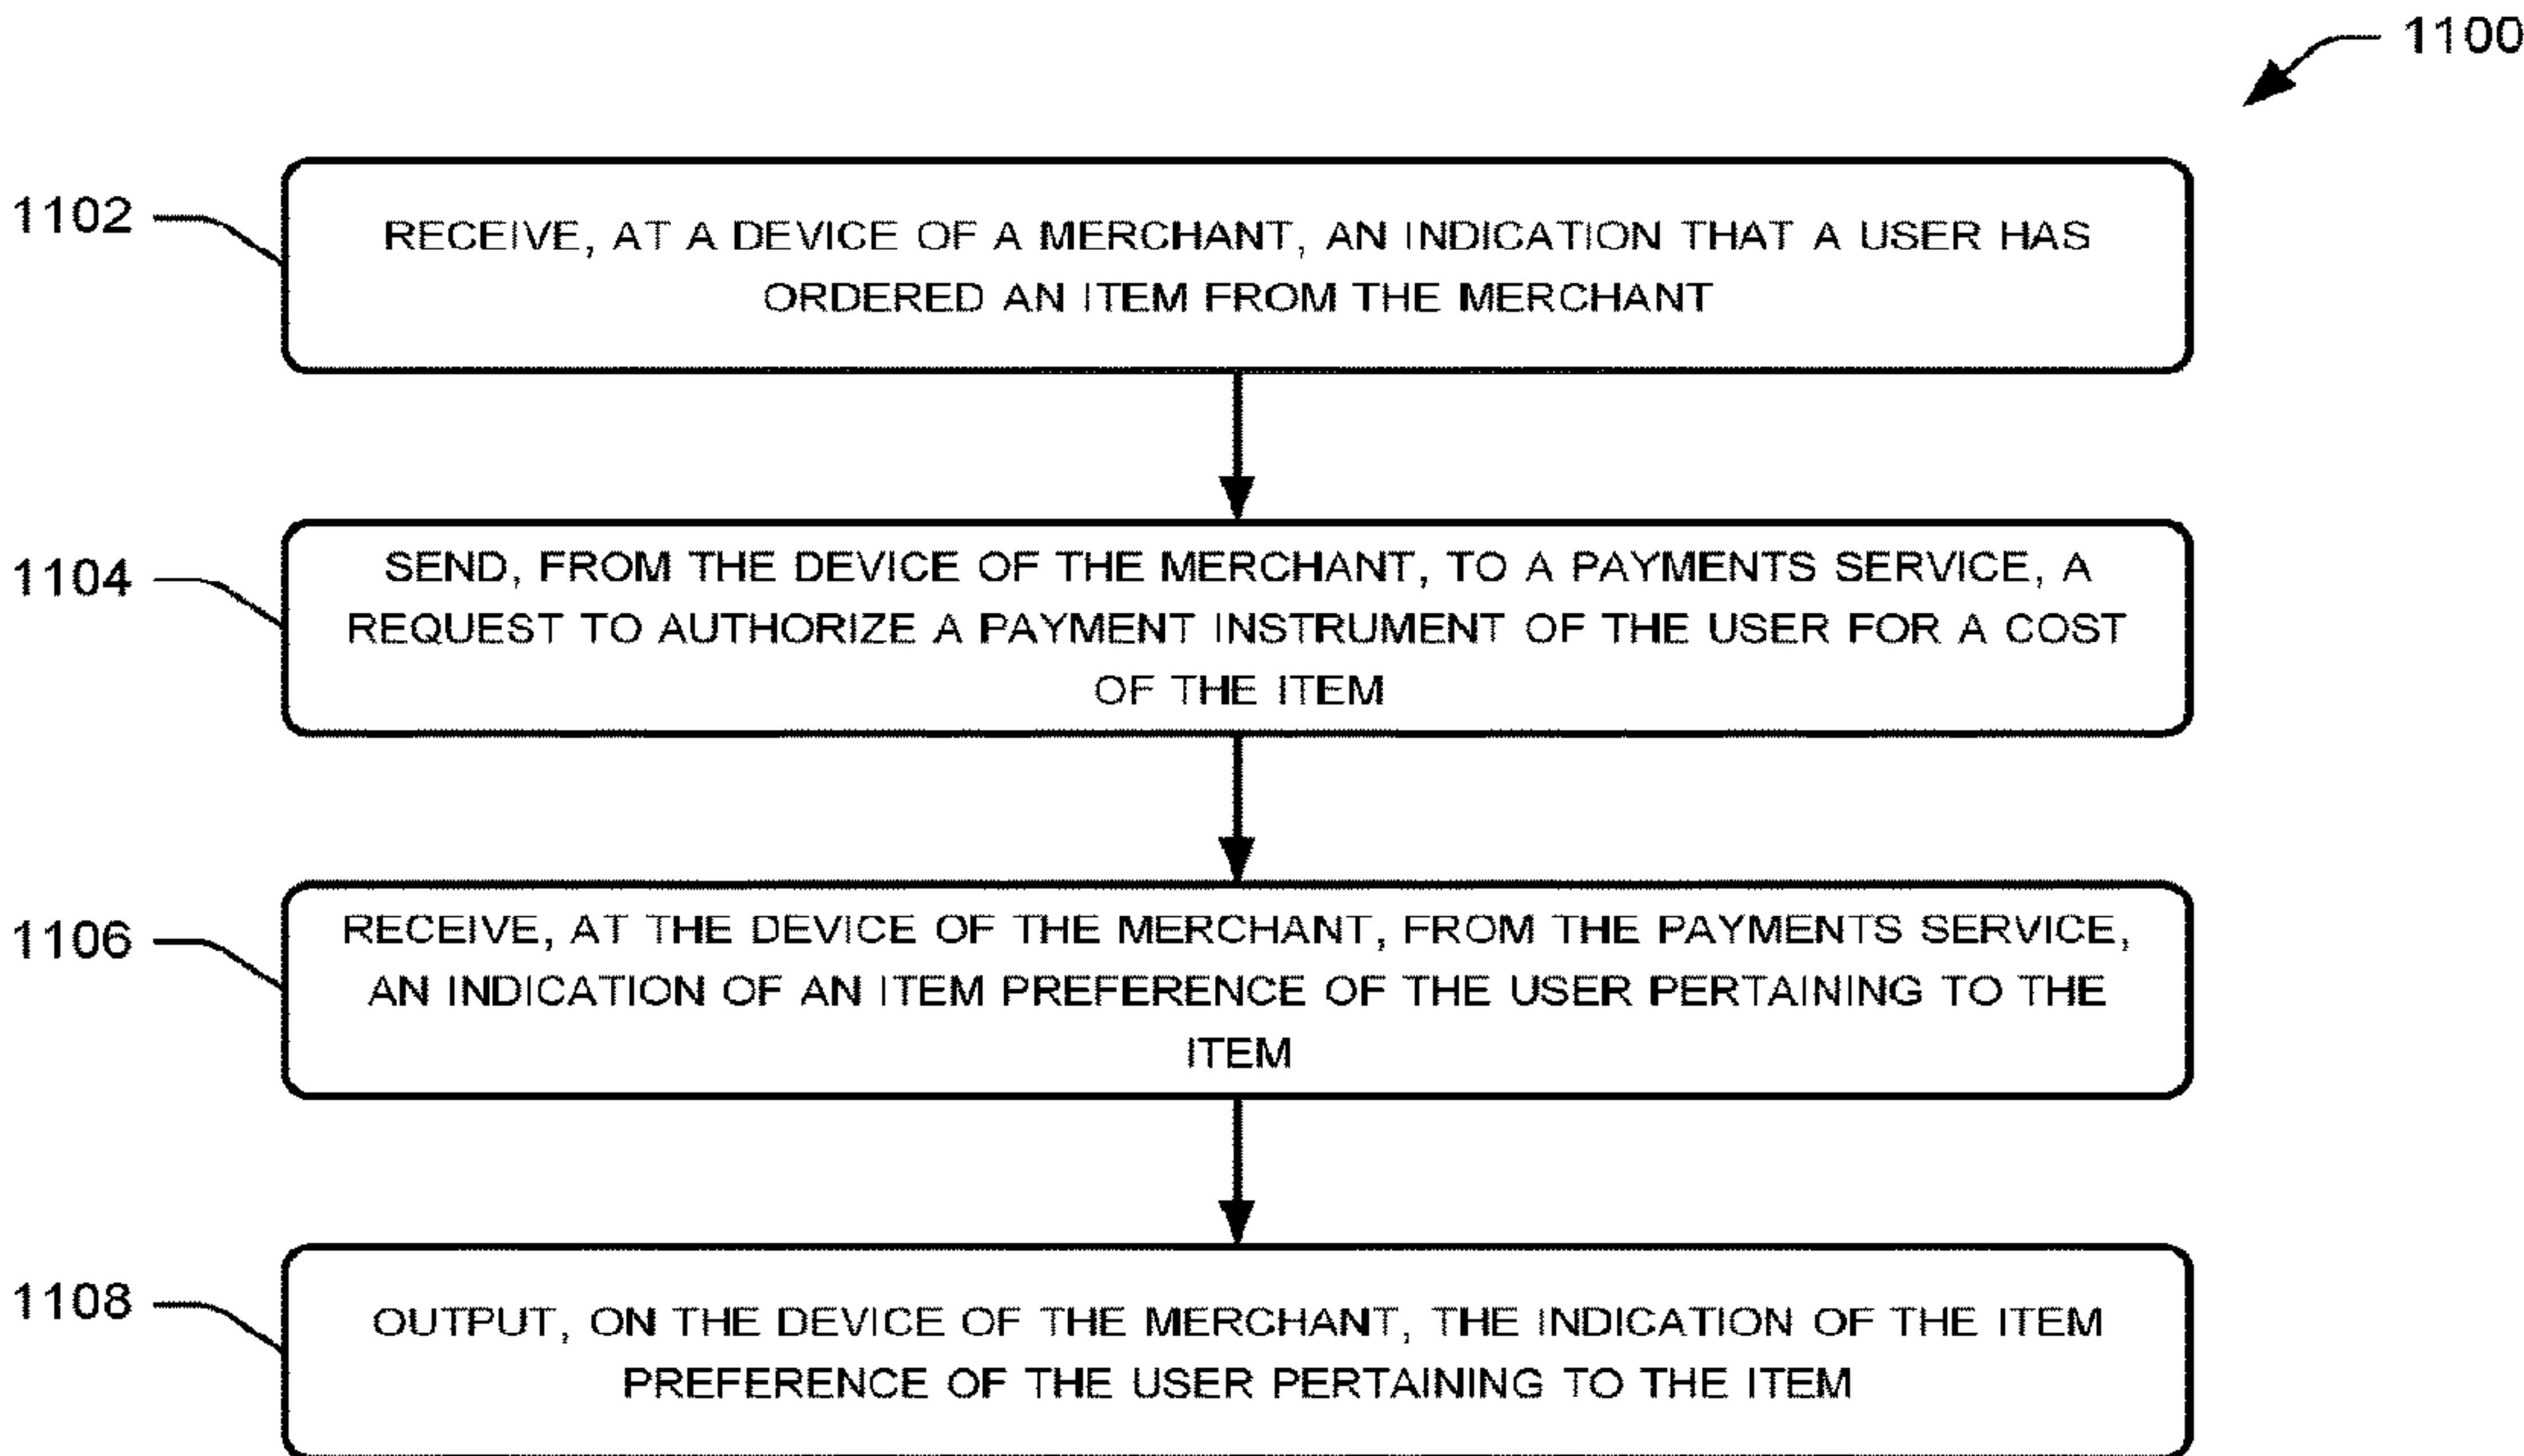 1100
1102
RECEIVE, AT A DEVICE OF A MERCHANT, AN INDICATION THAT A USER HAS
ORDERED AN ITEM FROM THE MERCHANT
1104
SEND, FROM THE DEVICE OF THE MERCHANT, TO A PAYMENTS SERVICE, A
REQUEST TO AUTHORIZE A PAYMENT INSTRUMENT OF THE USER FOR A COST
OF THE ITEM
1106
RECEIVE, AT THE DEVICE OF THE MERCHANT, FROM THE PAYMENTS SERVICE,
AN INDICATION OF AN ITEM PREFERENCE OF THE USER PERTAINING TO THE
ITEM
1108
OUTPUT, ON THE DEVICE OF THE MERCHANT, THE INDICATION OF THE ITEM
PREFERENCE OF THE USER PERTAINING TO THE ITEM